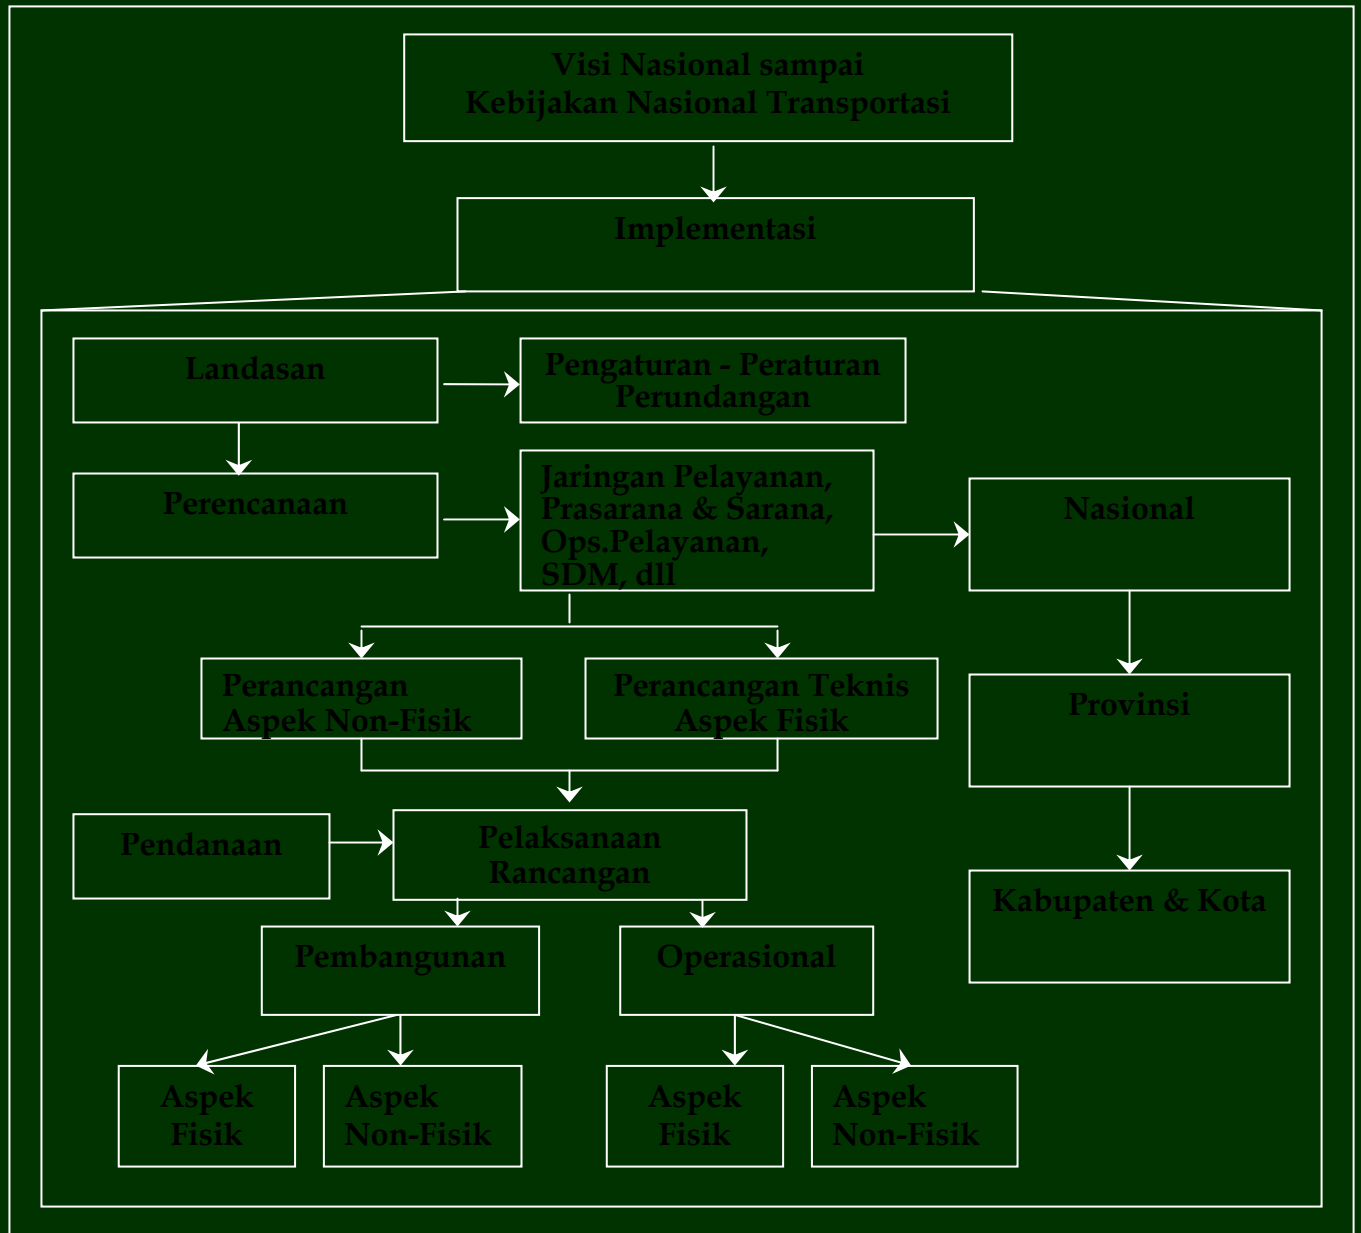 Visi Nasional sampai
Kebijakan Nasional Transportasi
Implementasi
Landasan
Pengaturan - Peraturan
Perundangan
Perencanaan
Jaringan Pelayanan,
Prasarana & Sarana,
Ops.Pelayanan,
SDM, dll
Nasional
Perancangan
Aspek Non-Fisik
Perancangan Teknis
Aspek Fisik
Provinsi
Pendanaan
Pelaksanaan
Rancangan
Kabupaten & Kota
Pembangunan
Operasional
Aspek
Fisik
Aspek
Non-Fisik
Aspek
Fisik
Aspek
Non-Fisik